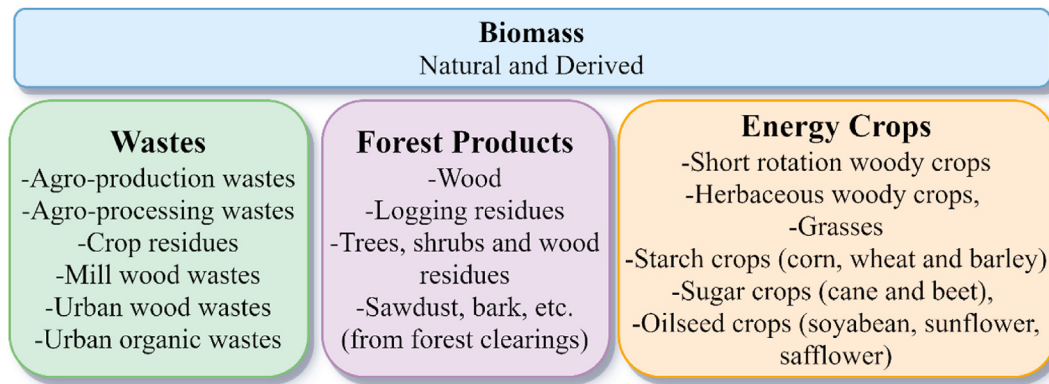 Biomass
Natural and Derived
Wastes
-Agro-production wastes
-Agro-processing wastes
-Crop residues
-Mill wood wastes
-Urban wood wastes
-Urban organic wastes
Forest Products
-Wood
-Logging residues
-Trees, shrubs and wood
residues
-Sawdust, bark, etc.
(from forest clearings)
Energy Crops
-Short rotation woody crops
-Herbaceous woody crops,
-Grasses
-Starch crops (corn, wheat and barley)
-Sugar crops (cane and beet),
-Oilseed crops (soyabean, sunflower,
safflower)